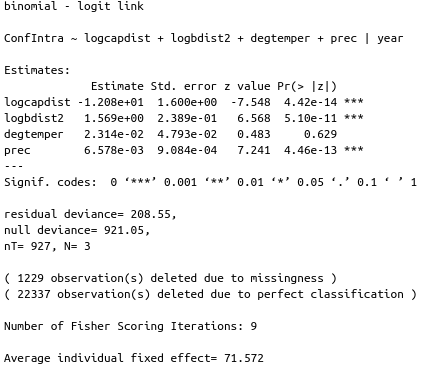 binomial - logit link
ConfIntra ~ logcapdist + logbdist2 + degtemper + prec | year
Estimates:
Estimate Std. error z value Pr(> |z|)
logcapdist -1.208e+01 1.600e+00 -7.548 4.42e-14 ***
logbdist2 1.569e+00 2.389e-01 6.568 5.10e-11 ***
degtemper 2.314e-02 4.793e-02 0.483 0.629
prec 6.578e-03 9.084e-04 7.241 4.46e-13 ***
---
Signif. codes: 0 ‘***’ 0.001 ‘**’ 0.01 ‘*’ 0.05 ‘.’ 0.1 ‘ ’ 1
residual deviance= 208.55,
null deviance= 921.05,
nT= 927, N= 3
( 1229 observation(s) deleted due to missingness )
( 22337 observation(s) deleted due to perfect classification )
Number of Fisher Scoring Iterations: 9
Average individual fixed effect= 71.572